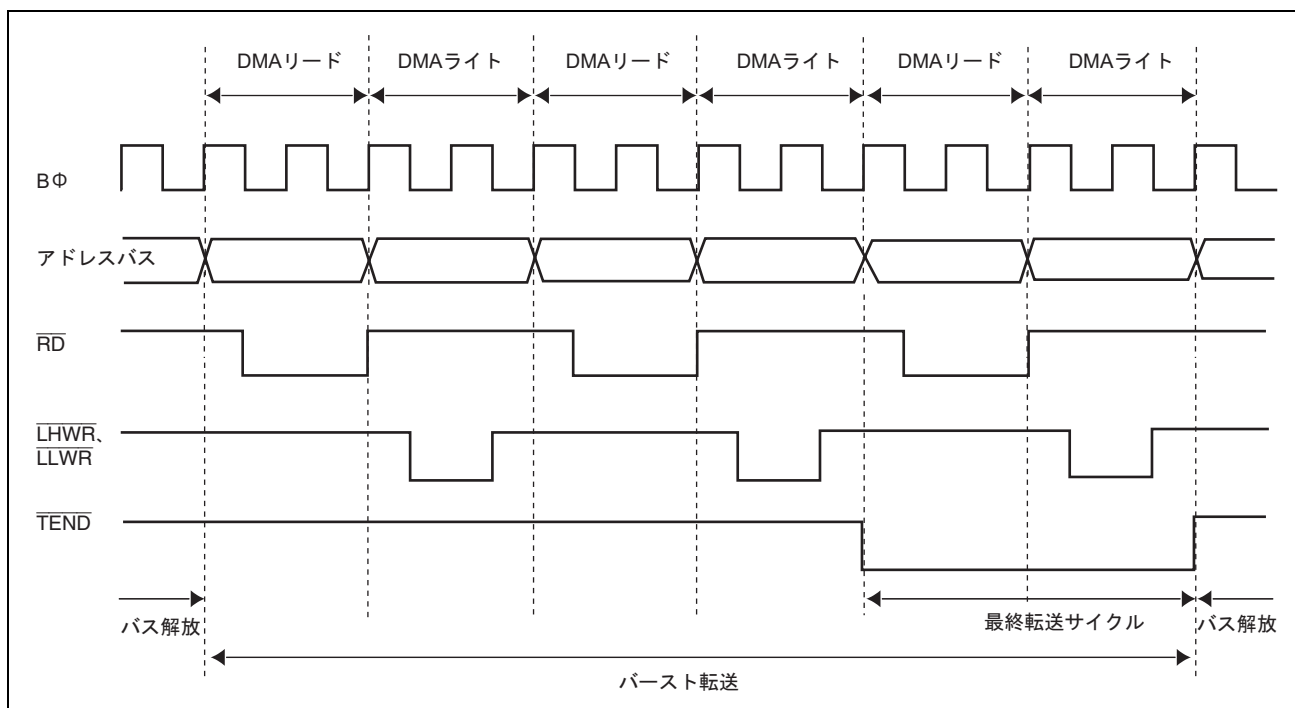 DMAリード DMAライト DMAリード DMAライト DMAリード DMAライト
BΦ
アドレスバス
RD
LHWR、
LLWR
TEND
バス解放 最終転送サイクル バス解放
バースト転送